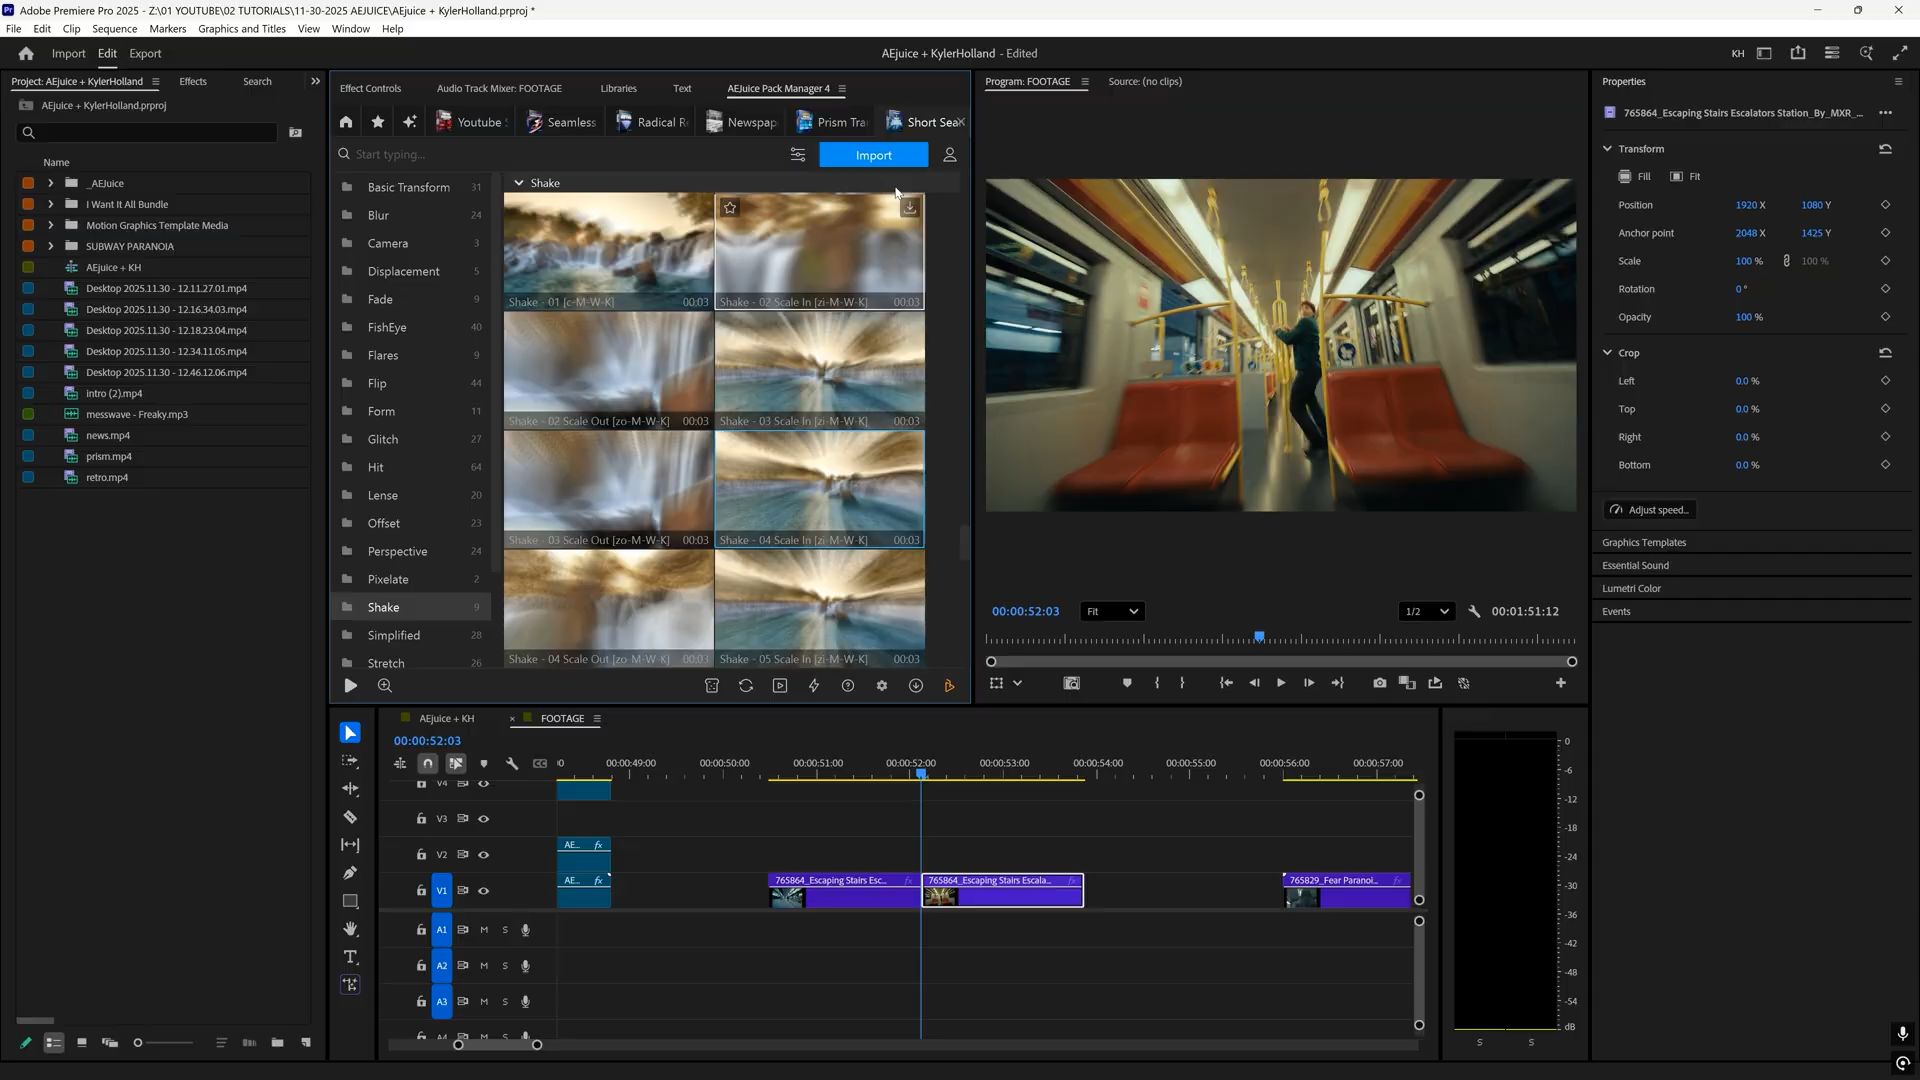 Adobe Premiere Pro 2025 - Z:\01 YOUTUBE\02 TUTORIALS\11-30-2025 AEJUICE\AEjuice + KylerHolland.prproj *
File Edit Clip Sequence Markers Graphics and Titles View Window Help
Import Edit Export
AEjuice + KylerHolland - Edited
KH
Project: AEjuice + KylerHolland Effects Search
AEjuice + KylerHolland.prproj
Name
_AEJuice
I Want It All Bundle
Motion Graphics Template Media
SUBWAY PARANOIA
AEjuice + KH
Desktop 2025.11.30 - 12.11.27.01.mp4
Desktop 2025.11.30 - 12.16.34.03.mp4
Desktop 2025.11.30 - 12.18.23.04.mp4
Desktop 2025.11.30 - 12.34.11.05.mp4
Desktop 2025.11.30 - 12.46.12.06.mp4
intro (2).mp4
messwave - Freaky.mp3
news.mp4
prism.mp4
retro.mp4
Effect Controls Audio Track Mixer: FOOTAGE Libraries Text AEJuice Pack Manager 4
Youtube Seamless Radical R Newspap Prism Tra Short Sea
Start typing...
Import
Basic Transform 31
Blur 24
Camera 3
Displacement 5
Fade 9
FishEye 40
Flares 9
Flip 44
Form 11
Glitch 27
Hit 64
Lense 20
Offset 23
Perspective 24
Pixelate 2
Shake 9
Simplified 28
Stretch 26
Shake
Shake - 01 [c-M-W-K] 00:03
Shake - 02 Scale In [zi-M-W-K] 00:03
Shake - 02 Scale Out [zo-M-W-K] 00:03
Shake - 03 Scale In [zi-M-W-K] 00:03
Shake - 03 Scale Out [zo-M-W-K] 00:03
Shake - 04 Scale In [zi-M-W-K] 00:03
Shake - 04 Scale Out [zo-M-W-K] 00:03
Shake - 05 Scale In [zi-M-W-K] 00:03
Program: FOOTAGE Source: (no clips)
00:00:52:03 Fit 1/2 00:01:51:12
Properties
765864_Escaping Stairs Escalators Station_By_MXR_...
Transform
Fill Fit
Position 1920 X 1080 Y
Anchor point 2048 X 1425 Y
Scale 100 % 100 %
Rotation 0 °
Opacity 100 %
Crop
Left 0.0 %
Top 0.0 %
Right 0.0 %
Bottom 0.0 %
Adjust speed...
Graphics Templates
Essential Sound
Lumetri Color
Events
AEjuice + KH × FOOTAGE
00:00:52:03
00:00:49:00 00:00:50:00 00:00:51:00 00:00:52:00 00:00:53:00 00:00:54:00 00:00:55:00 00:00:56:00 00:00:57:00
V4
V3
V2 AE... fx
V1 AE... fx 765864_Escaping Stairs Esc... fx 765864_Escaping Stairs Escala... fx 765829_Fear Paranoi... fx
A1 M S
A2 M S
A3 M S
A4
0
-6
-12
-18
-24
-30
-36
-42
-48
-54
dB
S S